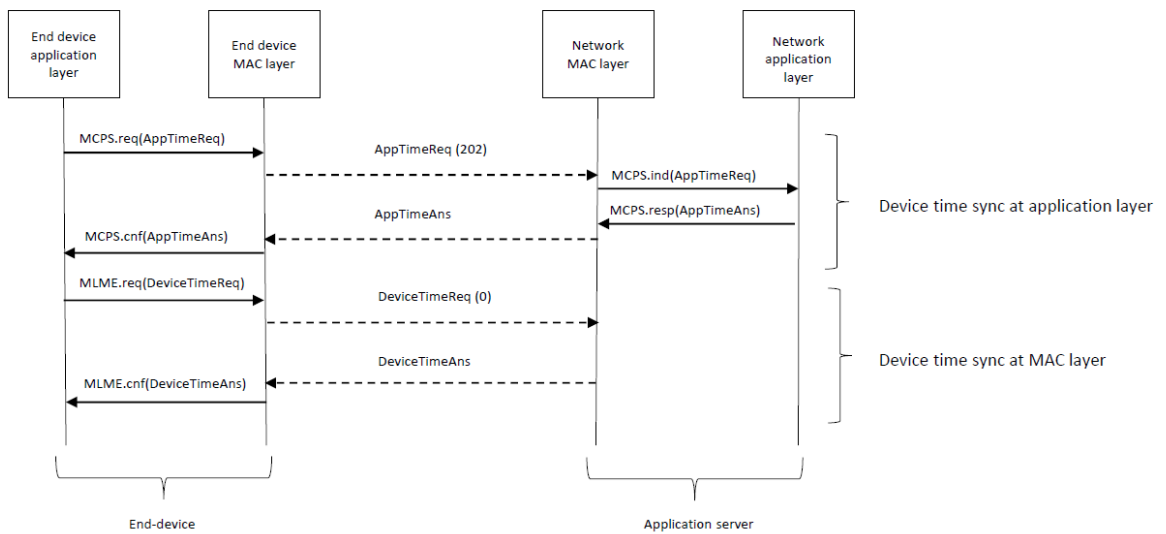 End device
application
layer
End device
MAC layer
Network
MAC layer
Network
application
layer
MCPS.req(AppTimeReq)
AppTimeReq (202)
MCPS.ind(AppTimeReq)
AppTimeAns
MCPS.resp(AppTimeAns)
Device time sync at application layer
MCPS.cnf(AppTimeAns)
MLME.req(DeviceTimeReq)
DeviceTimeReq (0)
DeviceTimeAns
Device time sync at MAC layer
MLME.cnf(DeviceTimeAns)
End-device
Application server